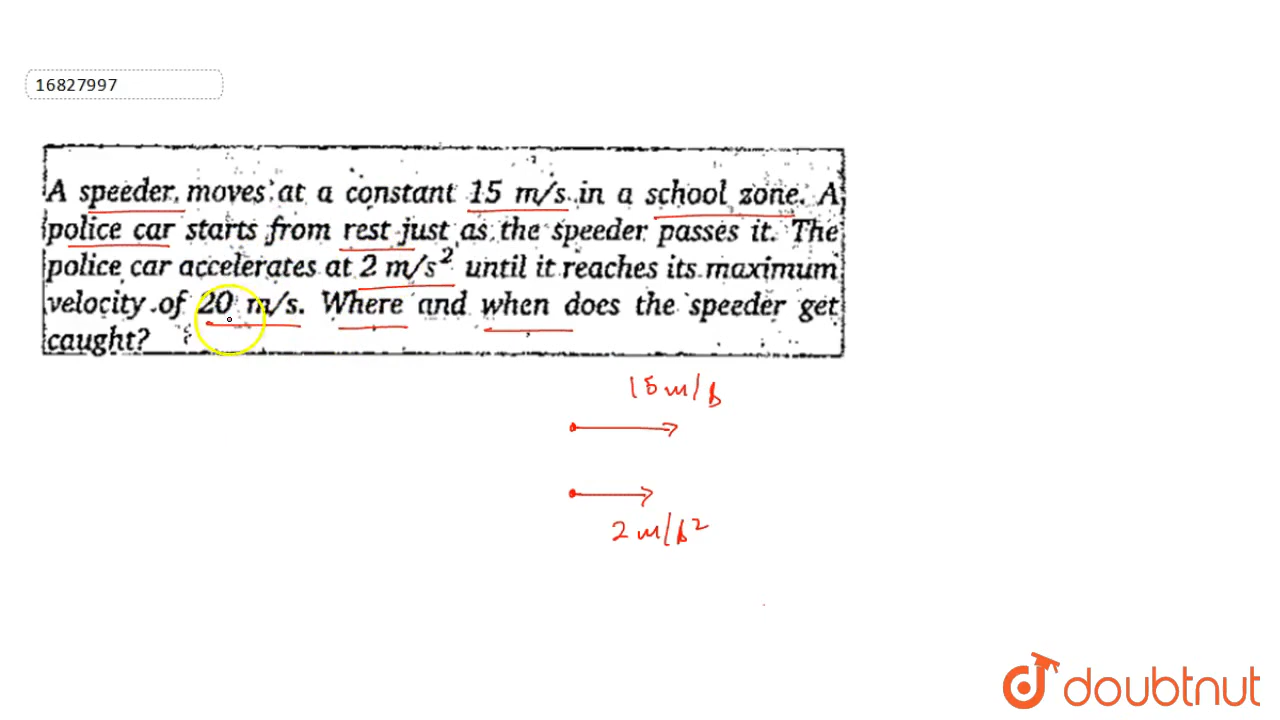 16827997
A speeder moves at a constant 15 m/s in a school zone. A
police car starts from rest just as the speeder passes it. The
police car accelerates at 2 m/s² until it reaches its maximum
velocity of 20 m/s. Where and when does the speeder get
caught?
15 m/s
2 m/s²
doubtnut